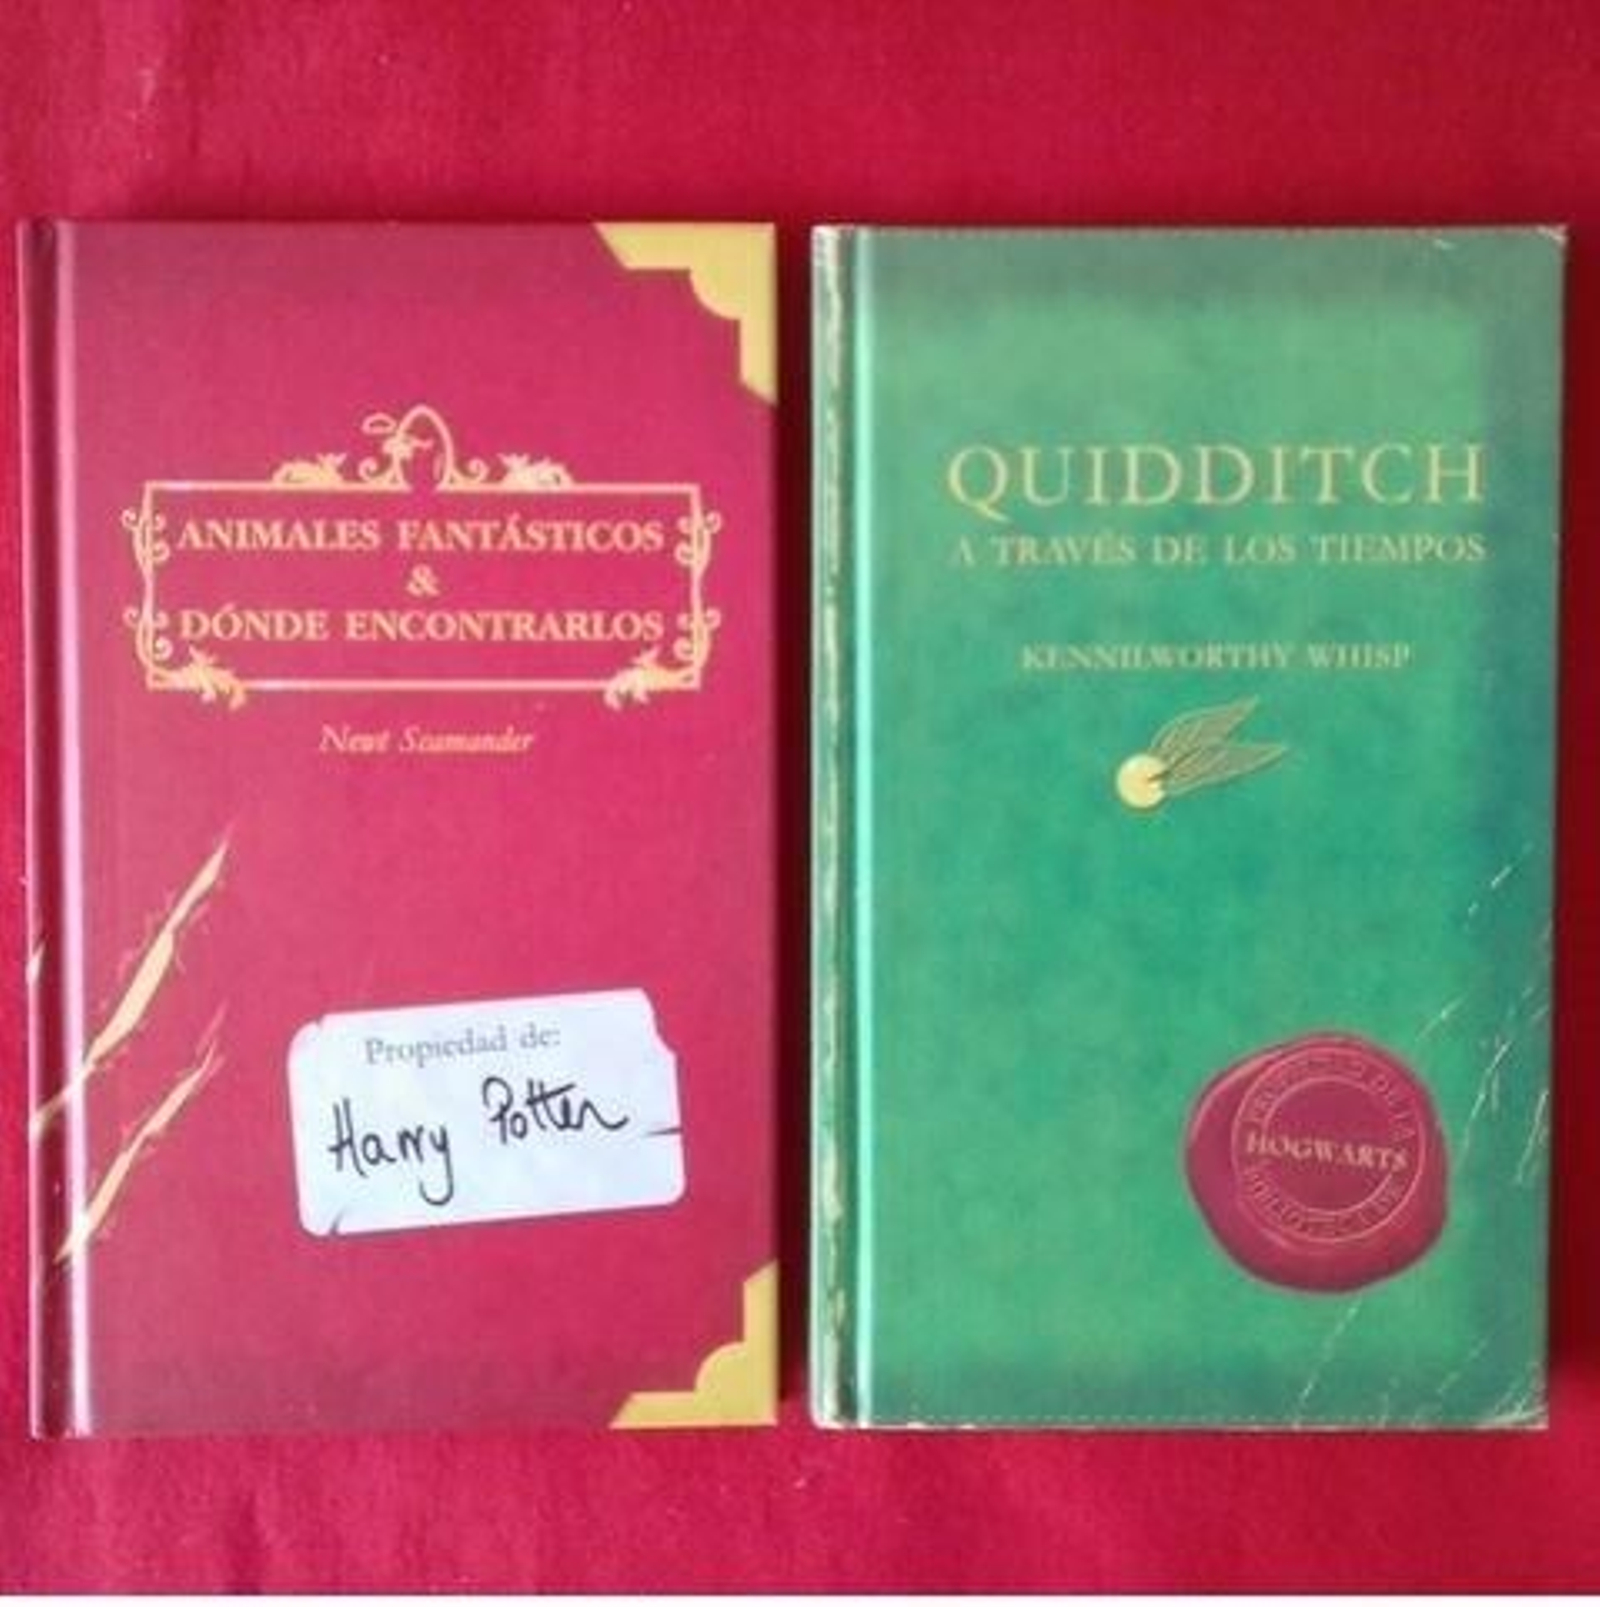 ANIMALES FANTÁSTICOS
&
DÓNDE ENCONTRARLOS
Newt Scamander
Propiedad de:
Harry Potter
QUIDDITCH
A TRAVÉS DE LOS TIEMPOS
KENNILWORTHY WHISP
HOGWARTS